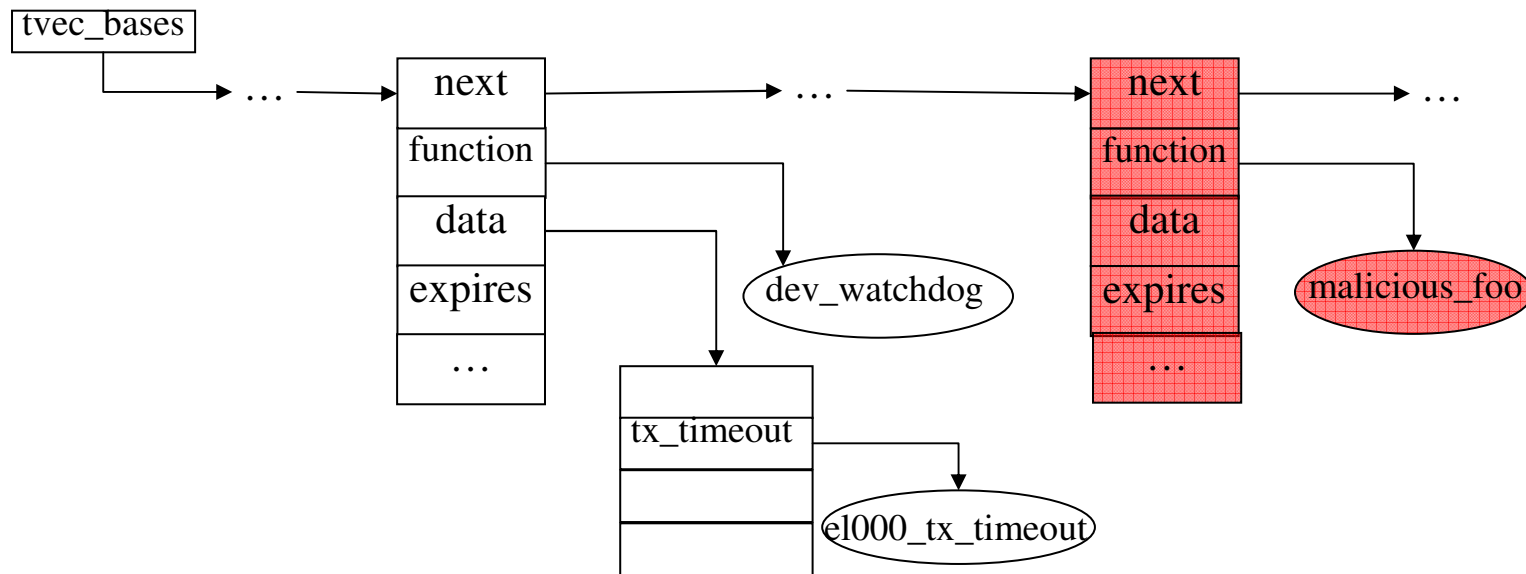 tvec_bases
…
next
function
data
expires
…
dev_watchdog
tx_timeout
el000_tx_timeout
…
next
function
data
expires
…
malicious_foo
…